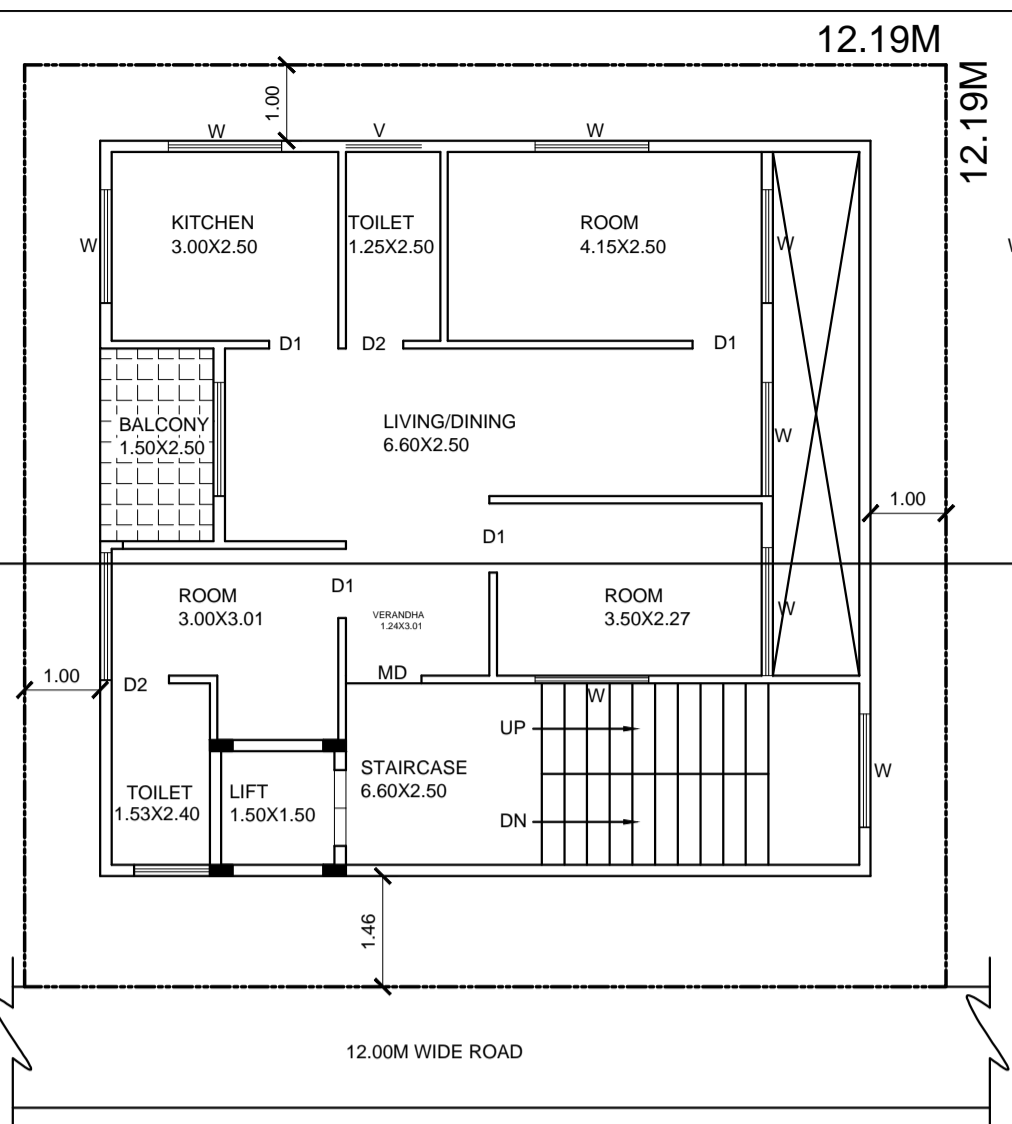 12.19M
12.19M
1.00
W
V
W
KITCHEN
3.00X2.50
TOILET
1.25X2.50
ROOM
4.15X2.50
W
W
D1
D2
D1
BALCONY
1.50X2.50
LIVING/DINING
6.60X2.50
W
1.00
D1
ROOM
3.00X3.01
D1
VERANDHA
1.24X3.01
ROOM
3.50X2.27
W
1.00
D2
MD
W
UP
STAIRCASE
6.60X2.50
W
TOILET
1.53X2.40
LIFT
1.50X1.50
DN
1.46
12.00M WIDE ROAD